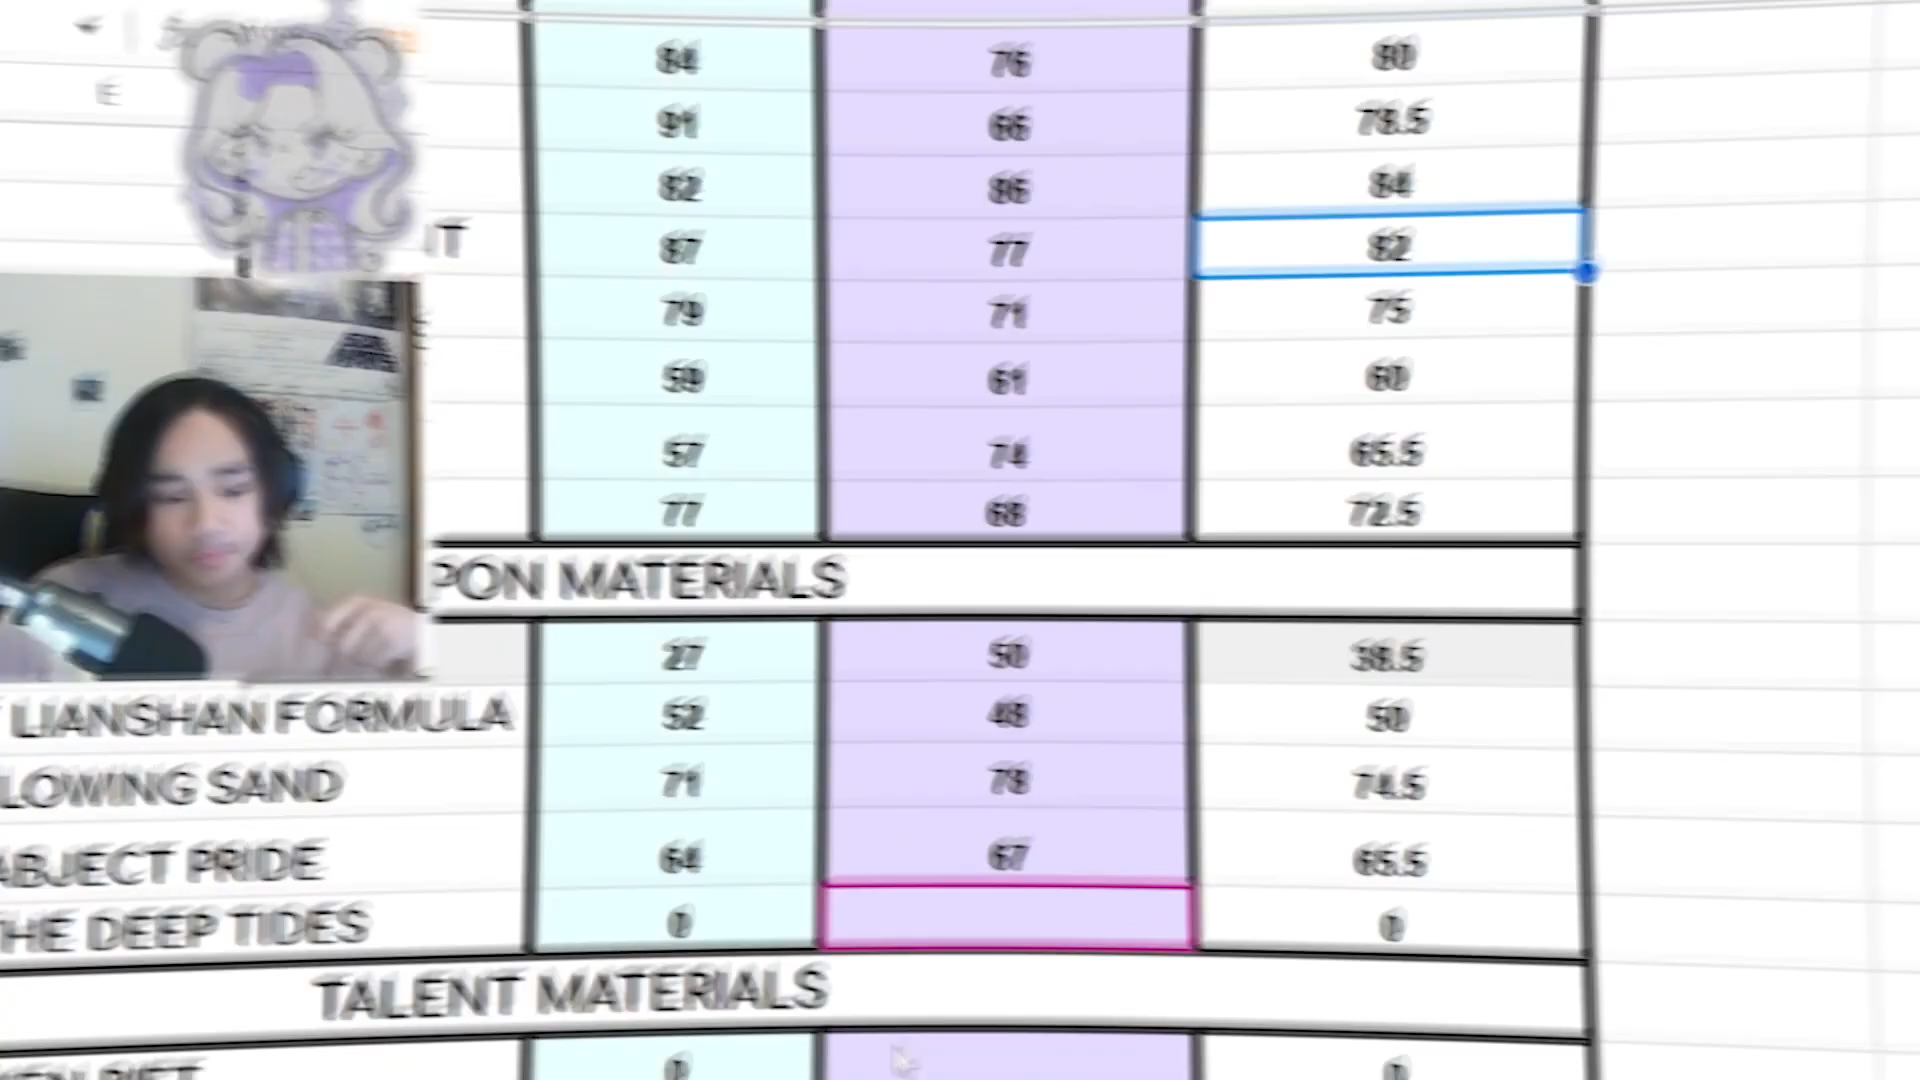 E
84 76 80
91 66 78.5
82 86 84
IT 87 77 82
79 71 75
59 61 60
57 74 65.5
77 68 72.5
PON MATERIALS
27 50 38.5
LIANSHAN FORMULA 52 48 50
LOWING SAND 71 78 74.5
ABJECT PRIDE 64 67 65.5
THE DEEP TIDES 0 0
TALENT MATERIALS
0 0